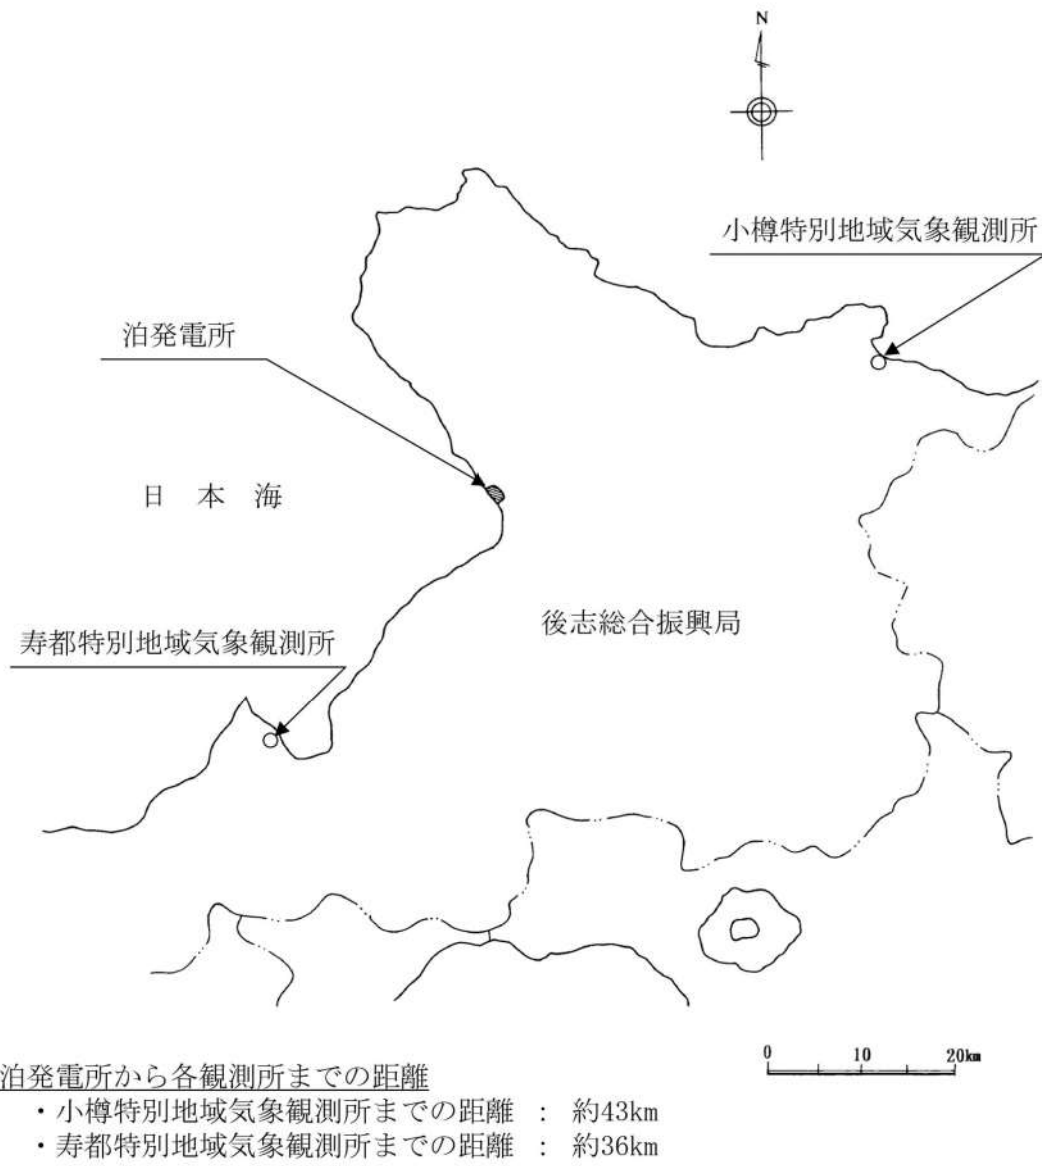 N
小樽特別地域気象観測所
泊発電所
日 本 海
後志総合振興局
寿都特別地域気象観測所
0 10 20km
泊発電所から各観測所までの距離
・小樽特別地域気象観測所までの距離 : 約43km
・寿都特別地域気象観測所までの距離 : 約36km